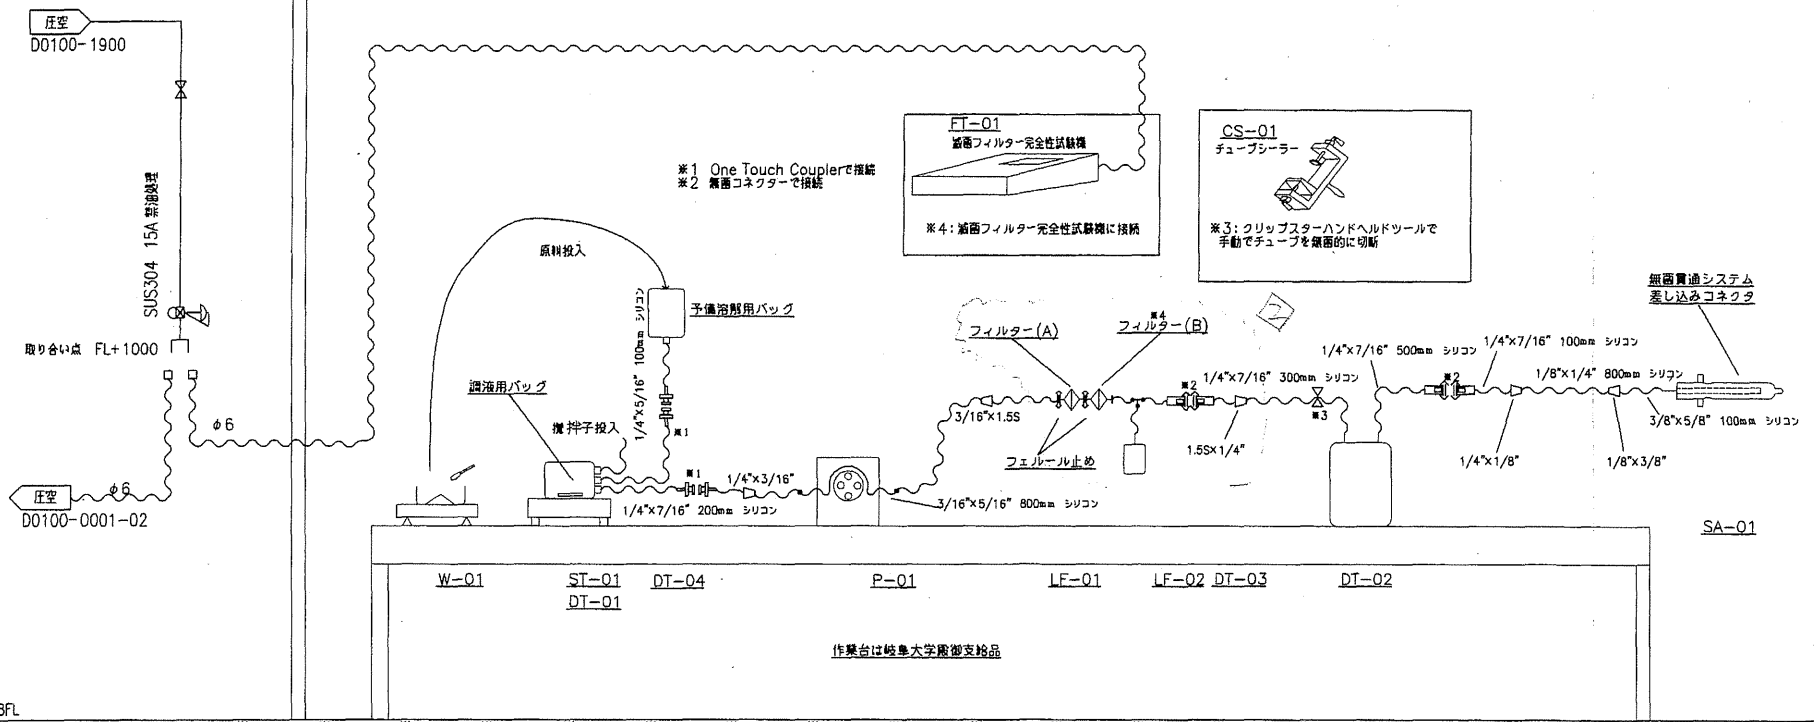 圧空
D0100-1900
SUS304 15A 禁油処理
取り合い点 FL+1000
φ6
φ6
圧空
D0100-0001-02
※1 One Touch Couplerで接続
※2 無菌コネクターで接続
FT-01
滅菌フィルター完全性試験機
※4: 滅菌フィルター完全性試験機に接続
CS-01
チューブシーラー
※3: クリップスターハンドヘルドツールで
手動でチューブを無菌的に切断
原料投入
予備溶解用バッグ
1/4"×5/16" 100mm シリコン
調液用バッグ
攪拌子投入
※1
※1
1/4"×3/16"
1/4"×7/16" 200mm シリコン
3/16"×5/16" 800mm シリコン
3/16"×1.5S
フィルター(A)
※4
フィルター(B)
フェルール止め
※2
1/4"×7/16" 300mm シリコン
1.5S×1/4"
※3
1/4"×7/16" 500mm シリコン
※2
1/4"×7/16" 100mm シリコン
1/8"×1/4" 800mm シリコン
1/4"×1/8"
1/8"×3/8"
3/8"×5/8" 100mm シリコン
無菌貫通システム
差し込みコネクタ
SA-01
W-01
ST-01
DT-01
DT-04
P-01
LF-01
LF-02
DT-03
DT-02
作業台は岐阜大学殿御支給品